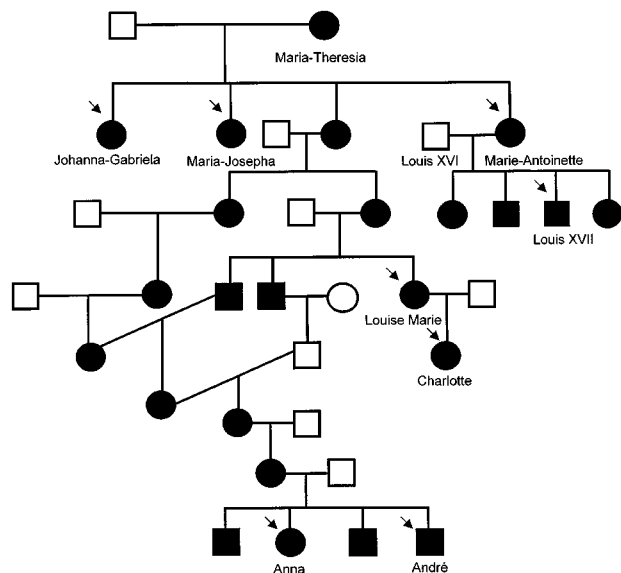 Maria-Theresia
Johanna-Gabriela
Maria-Josepha
Louis XVI
Marie-Antoinette
Louis XVII
Louise Marie
Charlotte
Anna
André